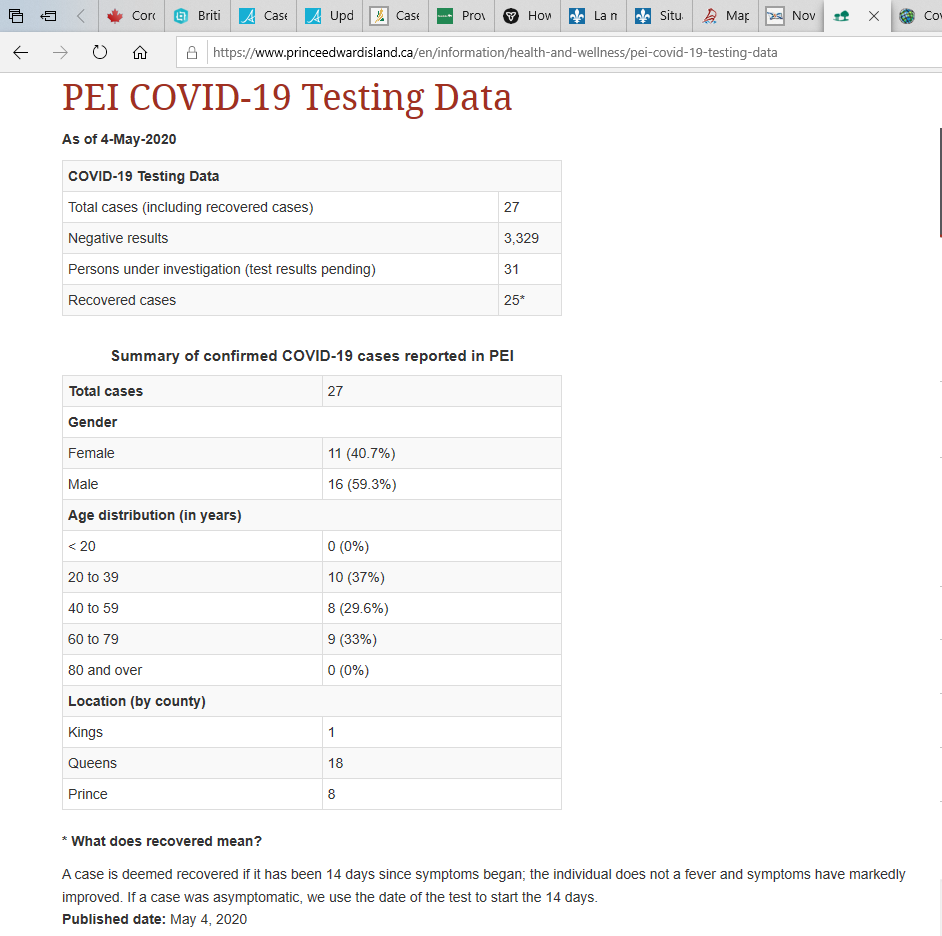 Corc
Briti
Case
Upd
Case
Prov
How
La n
Situ
Map
Nov
Cov
https://www.princeedwardisland.ca/en/information/health-and-wellness/pei-covid-19-testing-data
PEI COVID-19 Testing Data
As of 4-May-2020
COVID-19 Testing Data
Total cases (including recovered cases) 27
Negative results 3,329
Persons under investigation (test results pending) 31
Recovered cases 25*
Summary of confirmed COVID-19 cases reported in PEI
Total cases 27
Gender
Female 11 (40.7%)
Male 16 (59.3%)
Age distribution (in years)
< 20 0 (0%)
20 to 39 10 (37%)
40 to 59 8 (29.6%)
60 to 79 9 (33%)
80 and over 0 (0%)
Location (by county)
Kings 1
Queens 18
Prince 8
* What does recovered mean?
A case is deemed recovered if it has been 14 days since symptoms began; the individual does not a fever and symptoms have markedly
improved. If a case was asymptomatic, we use the date of the test to start the 14 days.
Published date: May 4, 2020